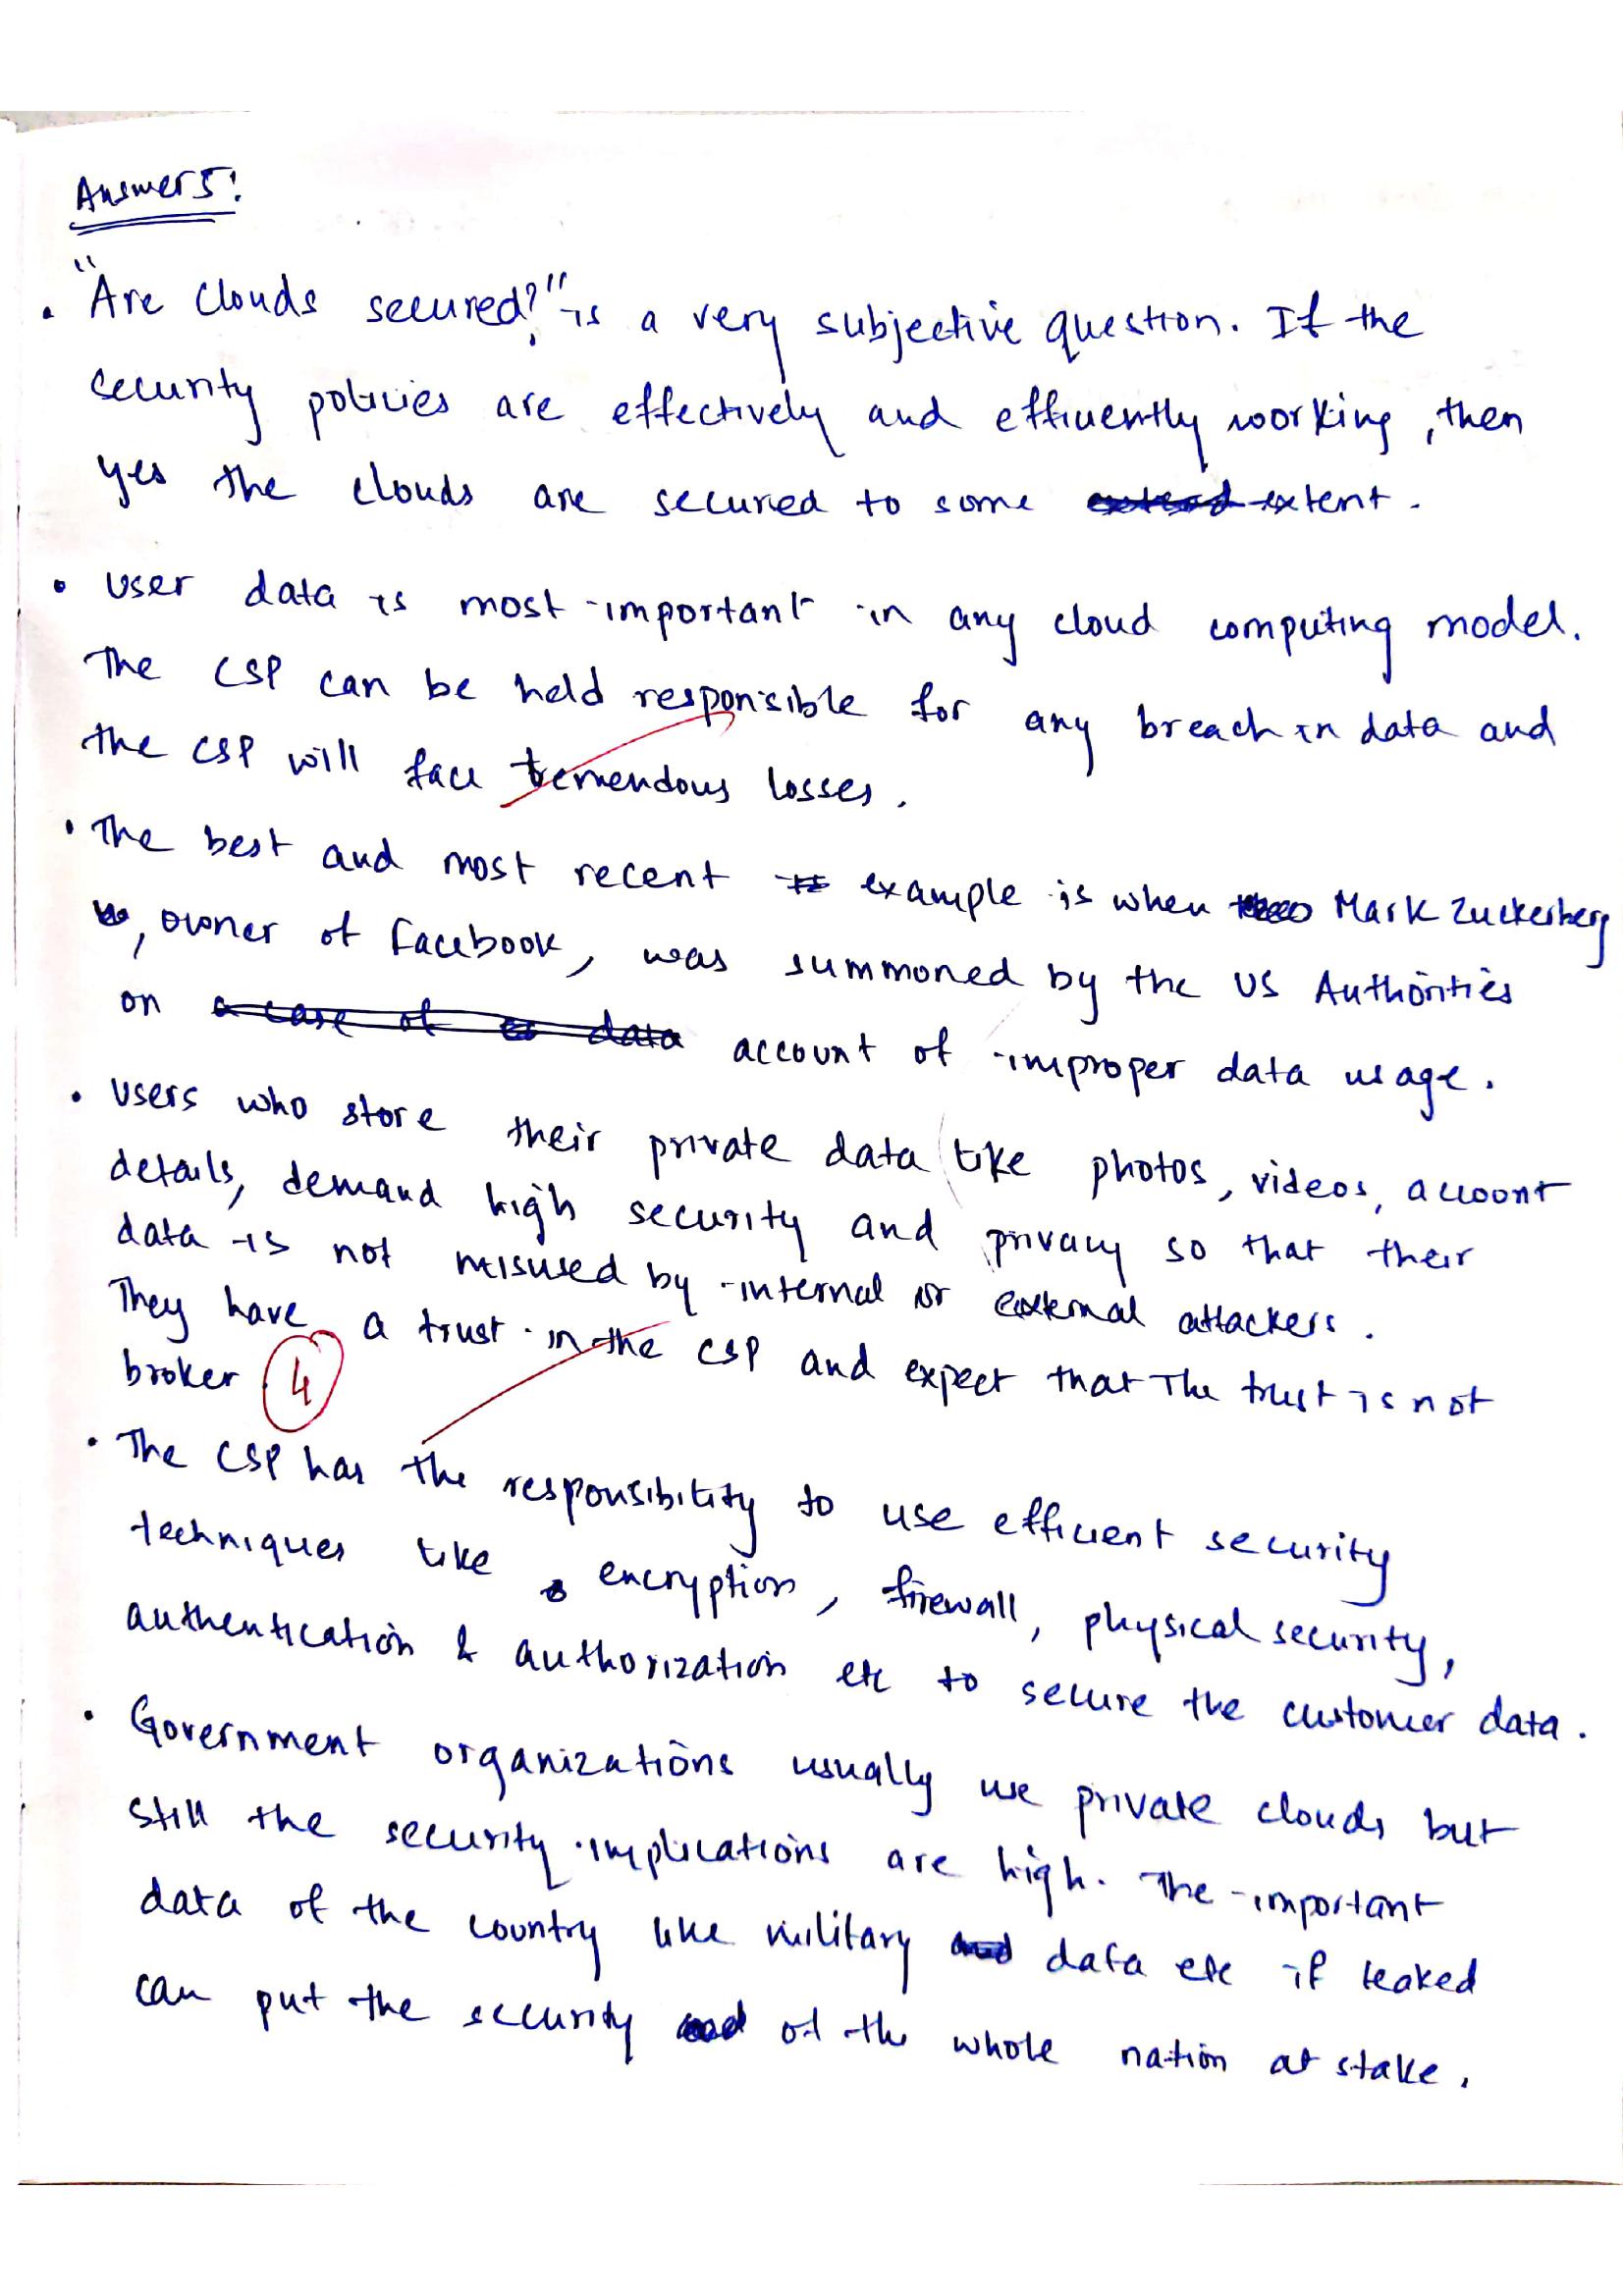 Answer 5:
• "Are clouds secured?" is a very subjective question. If the
security policies are effectively and efficiently working, then
yes the clouds are secured to some extent.
• User data is most important in any cloud computing model.
The CSP can be held responsible for any breach in data and
the CSP will face tremendous losses.
• The best and most recent example is when Mark Zuckerberg
, owner of Facebook, was summoned by the US Authorities
on a case of data account of improper data usage.
• Users who store their private data like photos, videos, account
details, demand high security and privacy so that their
data is not misused by internal or external attackers.
They have a trust in the CSP and expect that The trust is not
broker 4
• The CSP has the responsibility to use efficient security
techniques like encryption, firewall, physical security,
authentication & authorization etc to secure the customer data.
• Government organizations usually use private clouds but
still the security implications are high. The important
data of the country like military data etc if leaked
can put the security of the whole nation at stake.